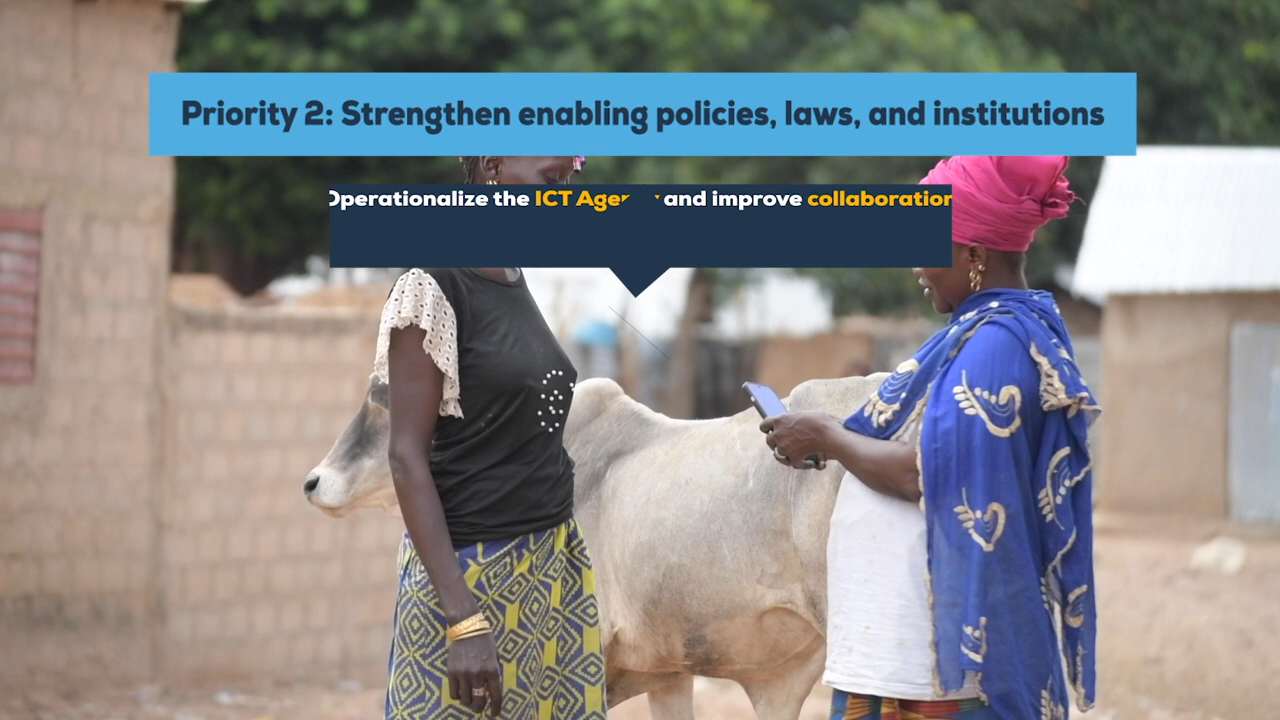 Priority 2: Strengthen enabling policies, laws, and institutions
Operationalize the ICT and improve collaboration